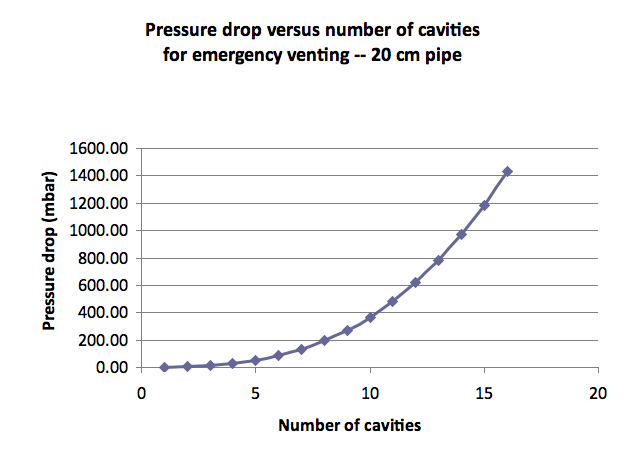 Pressure drop versus number of cavities
for emergency venting -- 20 cm pipe
1600.00
1400.00
1200.00
1000.00
800.00
600.00
400.00
200.00
0.00
Pressure drop (mbar)
0 5 10 15 20
Number of cavities